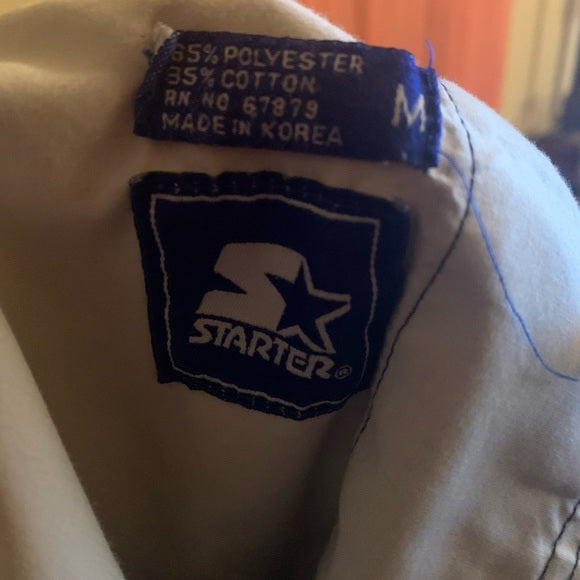 65% POLYESTER
35% COTTON
RN NO 67879
MADE IN KOREA
M
S
STARTER®